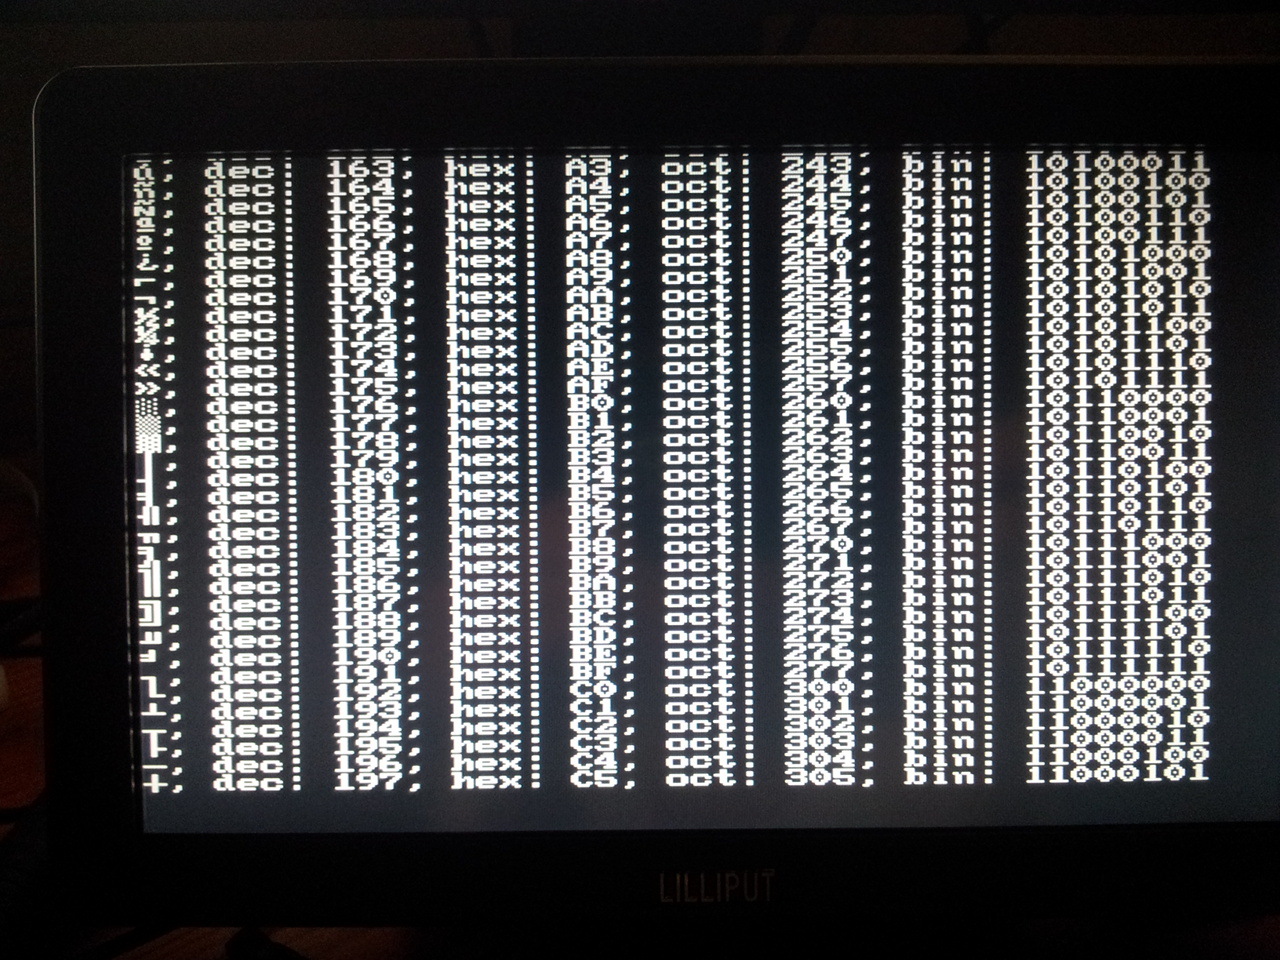 ú, dec: 163, hex: A3, oct: 243, bin: 10100011
ñ, dec: 164, hex: A4, oct: 244, bin: 10100100
Ñ, dec: 165, hex: A5, oct: 245, bin: 10100101
ª, dec: 166, hex: A6, oct: 246, bin: 10100110
º, dec: 167, hex: A7, oct: 247, bin: 10100111
¿, dec: 168, hex: A8, oct: 250, bin: 10101000
⌐, dec: 169, hex: A9, oct: 251, bin: 10101001
¬, dec: 170, hex: AA, oct: 252, bin: 10101010
½, dec: 171, hex: AB, oct: 253, bin: 10101011
¼, dec: 172, hex: AC, oct: 254, bin: 10101100
¡, dec: 173, hex: AD, oct: 255, bin: 10101101
«, dec: 174, hex: AE, oct: 256, bin: 10101110
», dec: 175, hex: AF, oct: 257, bin: 10101111
░, dec: 176, hex: B0, oct: 260, bin: 10110000
▒, dec: 177, hex: B1, oct: 261, bin: 10110001
▓, dec: 178, hex: B2, oct: 262, bin: 10110010
│, dec: 179, hex: B3, oct: 263, bin: 10110011
┤, dec: 180, hex: B4, oct: 264, bin: 10110100
╡, dec: 181, hex: B5, oct: 265, bin: 10110101
╢, dec: 182, hex: B6, oct: 266, bin: 10110110
╖, dec: 183, hex: B7, oct: 267, bin: 10110111
╕, dec: 184, hex: B8, oct: 270, bin: 10111000
╣, dec: 185, hex: B9, oct: 271, bin: 10111001
║, dec: 186, hex: BA, oct: 272, bin: 10111010
╗, dec: 187, hex: BB, oct: 273, bin: 10111011
╝, dec: 188, hex: BC, oct: 274, bin: 10111100
╜, dec: 189, hex: BD, oct: 275, bin: 10111101
╛, dec: 190, hex: BE, oct: 276, bin: 10111110
┐, dec: 191, hex: BF, oct: 277, bin: 10111111
└, dec: 192, hex: C0, oct: 300, bin: 11000000
┴, dec: 193, hex: C1, oct: 301, bin: 11000001
┬, dec: 194, hex: C2, oct: 302, bin: 11000010
├, dec: 195, hex: C3, oct: 303, bin: 11000011
─, dec: 196, hex: C4, oct: 304, bin: 11000100
┼, dec: 197, hex: C5, oct: 305, bin: 11000101
LILLIPUT